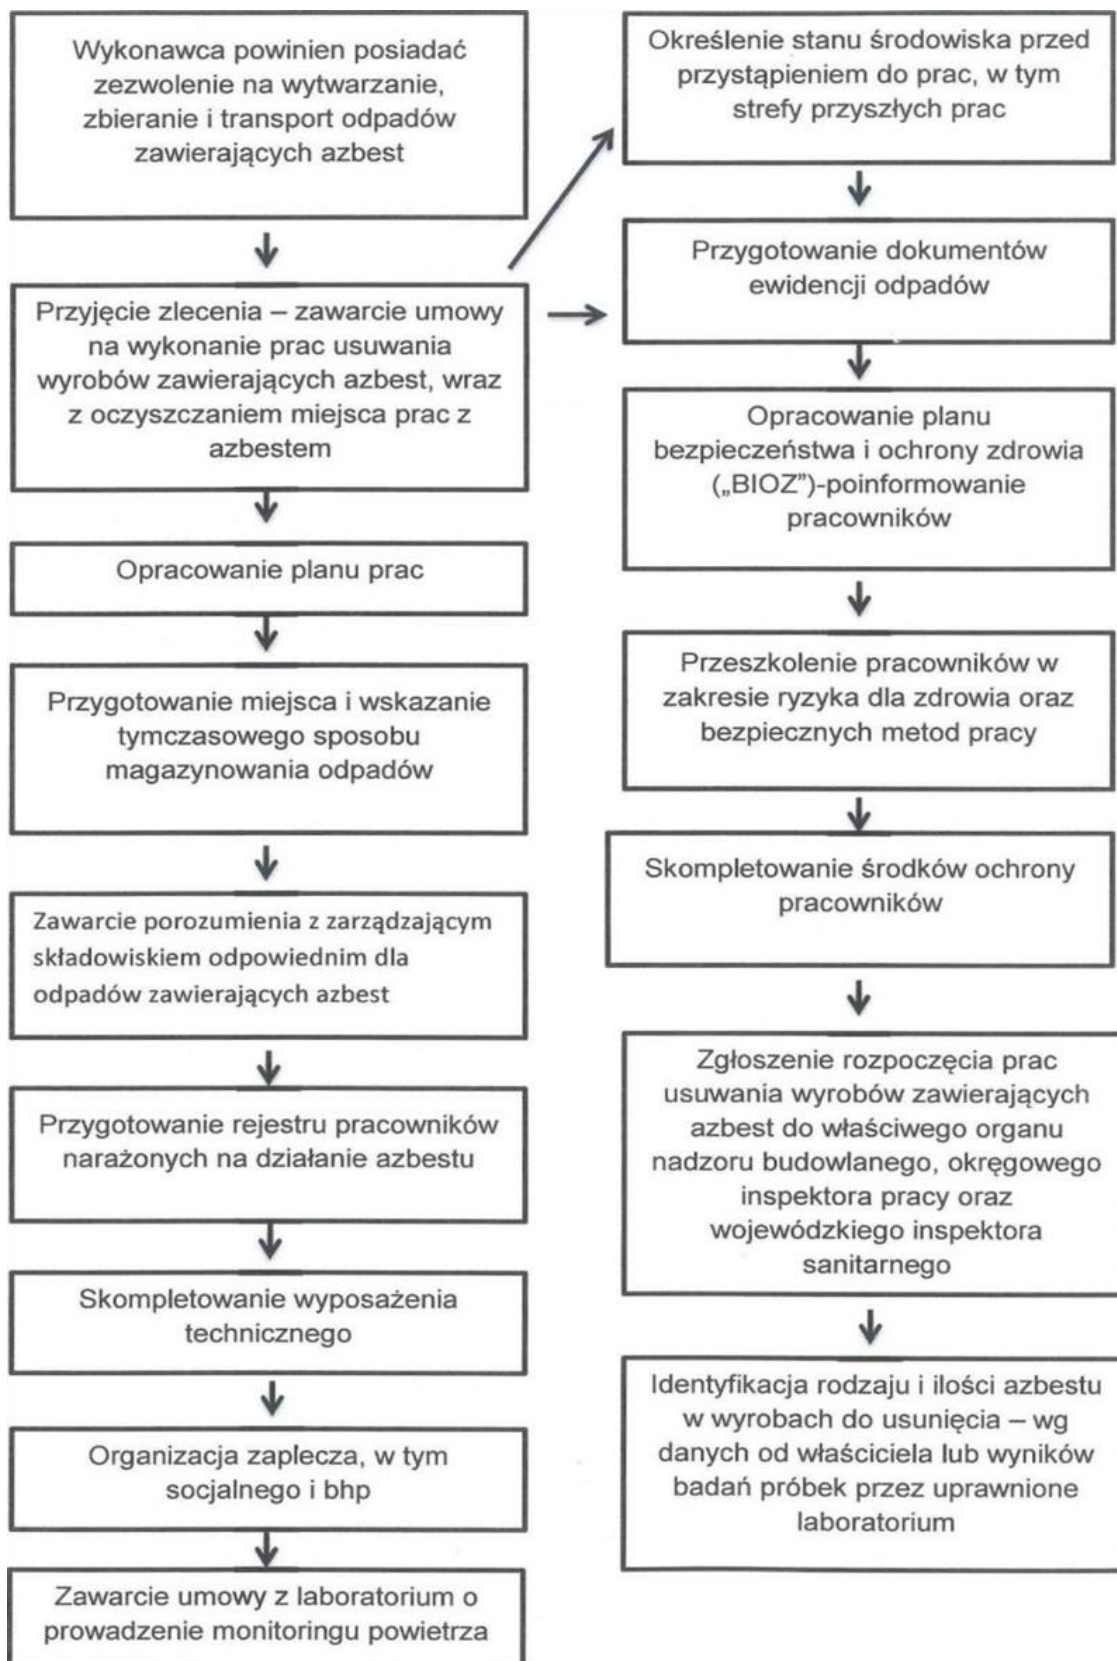 Wykonawca powinien posiadać
zezwolenie na wytwarzanie,
zbieranie i transport odpadów
zawierających azbest
Przyjęcie zlecenia – zawarcie umowy
na wykonanie prac usuwania
wyrobów zawierających azbest, wraz
z oczyszczaniem miejsca prac z
azbestem
Opracowanie planu prac
Przygotowanie miejsca i wskazanie
tymczasowego sposobu
magazynowania odpadów
Zawarcie porozumienia z zarządzającym
składowiskiem odpowiednim dla
odpadów zawierających azbest
Przygotowanie rejestru pracowników
narażonych na działanie azbestu
Skompletowanie wyposażenia
technicznego
Organizacja zaplecza, w tym
socjalnego i bhp
Zawarcie umowy z laboratorium o
prowadzenie monitoringu powietrza
Określenie stanu środowiska przed
przystąpieniem do prac, w tym
strefy przyszłych prac
Przygotowanie dokumentów
ewidencji odpadów
Opracowanie planu
bezpieczeństwa i ochrony zdrowia
(„BIOZ”)-poinformowanie
pracowników
Przeszkolenie pracowników w
zakresie ryzyka dla zdrowia oraz
bezpiecznych metod pracy
Skompletowanie środków ochrony
pracowników
Zgłoszenie rozpoczęcia prac
usuwania wyrobów zawierających
azbest do właściwego organu
nadzoru budowlanego, okręgowego
inspektora pracy oraz
wojewódzkiego inspektora
sanitarnego
Identyfikacja rodzaju i ilości azbestu
w wyrobach do usunięcia – wg
danych od właściciela lub wyników
badań próbek przez uprawnione
laboratorium